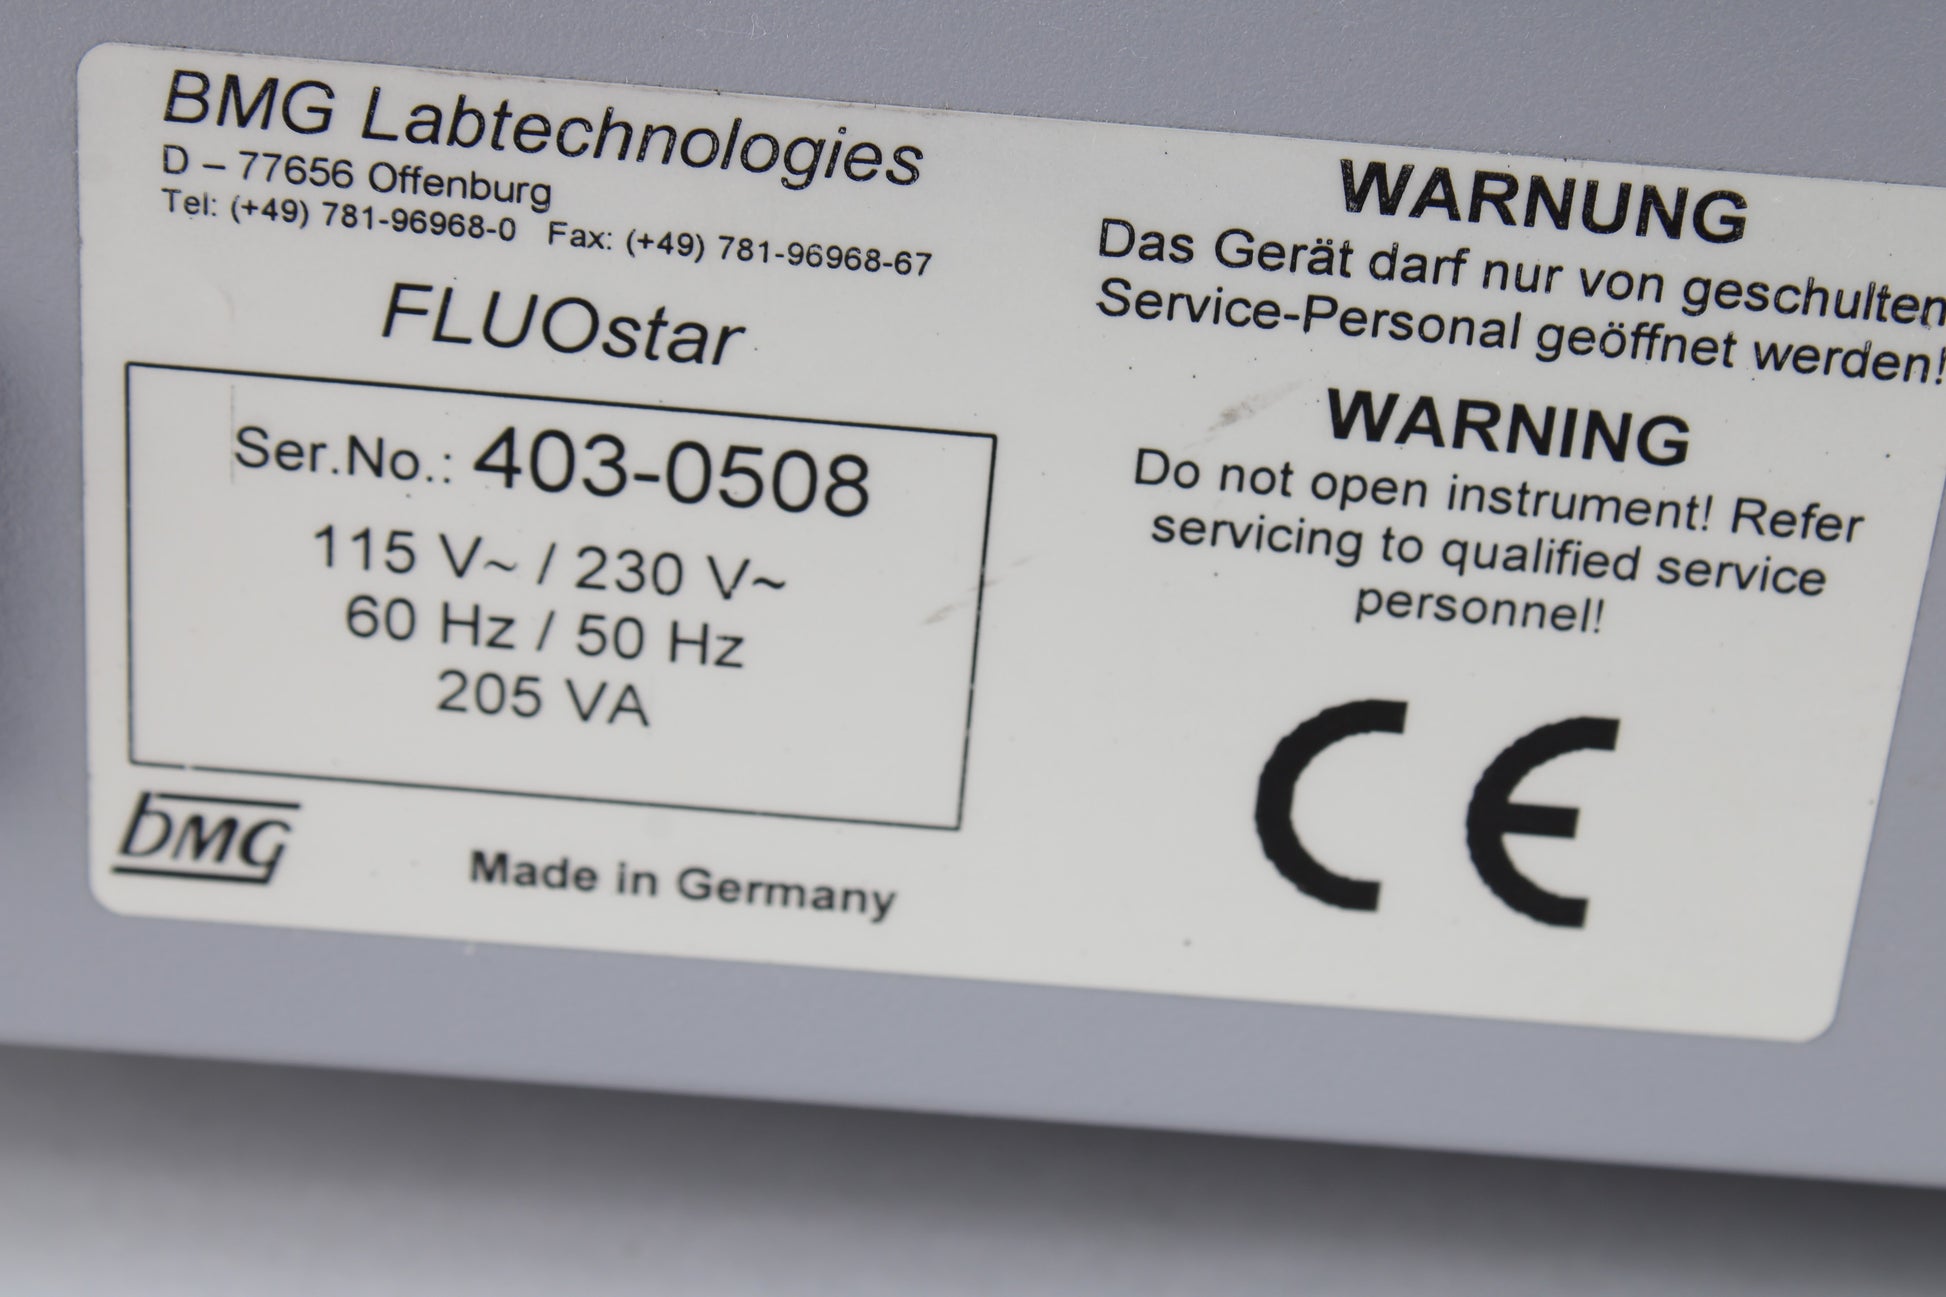 BMG Labtechnologies
D – 77656 Offenburg
Tel: (+49) 781-96968-0 Fax: (+49) 781-96968-67
FLUOstar
Ser.No.: 403-0508
115 V~ / 230 V~
60 Hz / 50 Hz
205 VA
bMG
Made in Germany
WARNUNG
Das Gerät darf nur von geschulten
Service-Personal geöffnet werden!
WARNING
Do not open instrument! Refer
servicing to qualified service
personnel!
CE